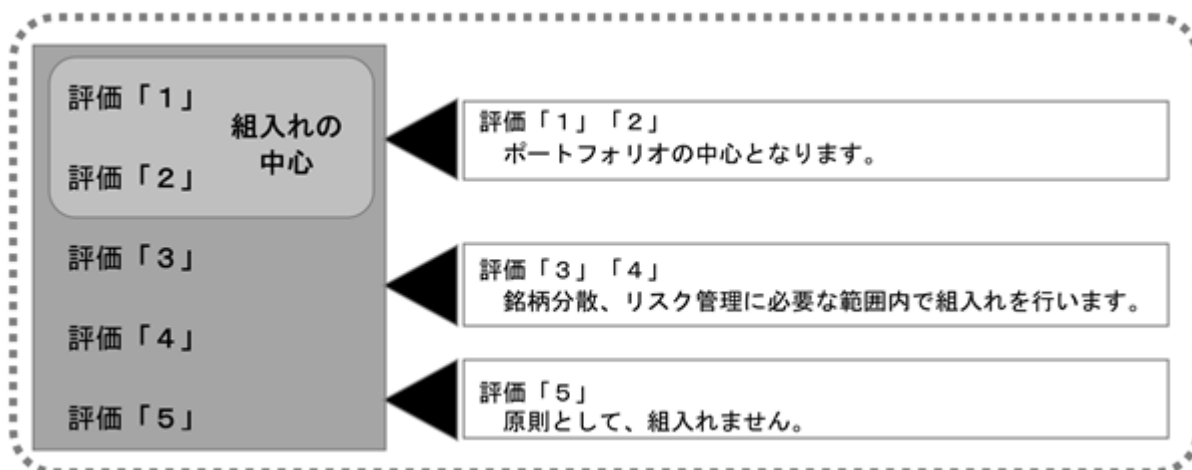 評価「１」
評価「２」
組入れの
中心
評価「３」
評価「４」
評価「５」
評価「１」「２」
ポートフォリオの中心となります。
評価「３」「４」
銘柄分散、リスク管理に必要な範囲内で組入れを行います。
評価「５」
原則として、組入れません。